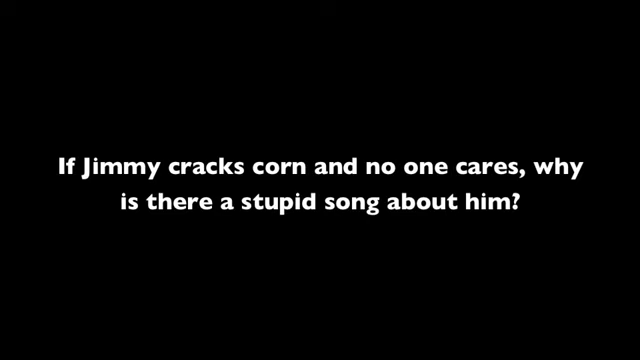 If Jimmy cracks corn and no one cares, why
is there a stupid song about him?